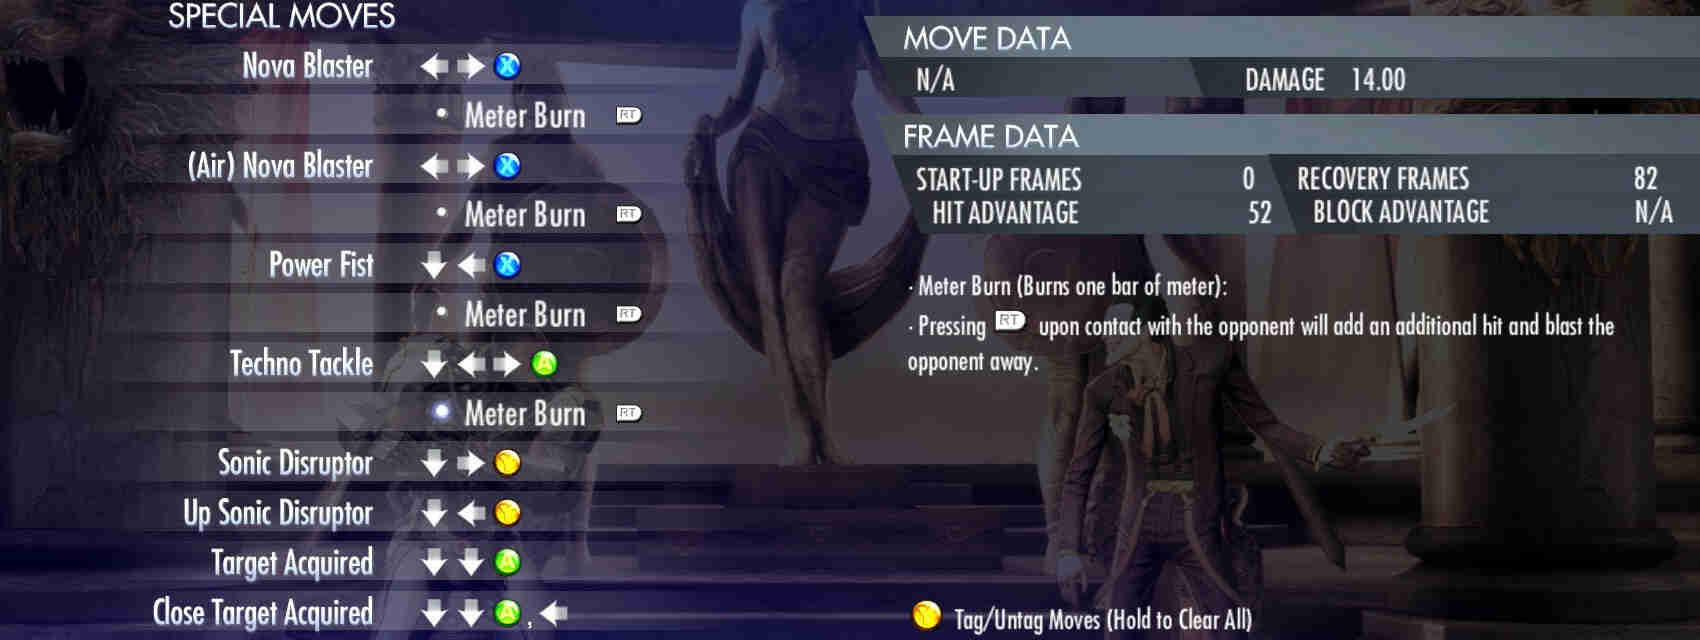 SPECIAL MOVES
Nova Blaster X
Meter Burn RT
(Air) Nova Blaster X
Meter Burn RT
Power Fist X
Meter Burn RT
Techno Tackle A
Meter Burn RT
Sonic Disruptor Y
Up Sonic Disruptor Y
Target Acquired A
Close Target Acquired A ,
MOVE DATA
N/A DAMAGE 14.00
FRAME DATA
START-UP FRAMES 0 RECOVERY FRAMES 82
HIT ADVANTAGE 52 BLOCK ADVANTAGE N/A
· Meter Burn (Burns one bar of meter):
· Pressing RT upon contact with the opponent will add an additional hit and blast the
opponent away.
Y Tag/Untag Moves (Hold to Clear All)